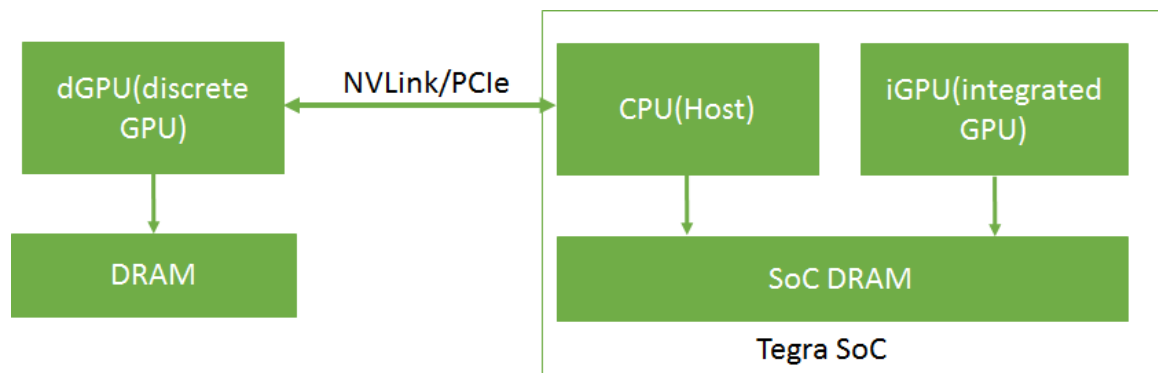 dGPU(discrete
GPU)
NVLink/PCIe
CPU(Host)
iGPU(integrated
GPU)
DRAM
SoC DRAM
Tegra SoC